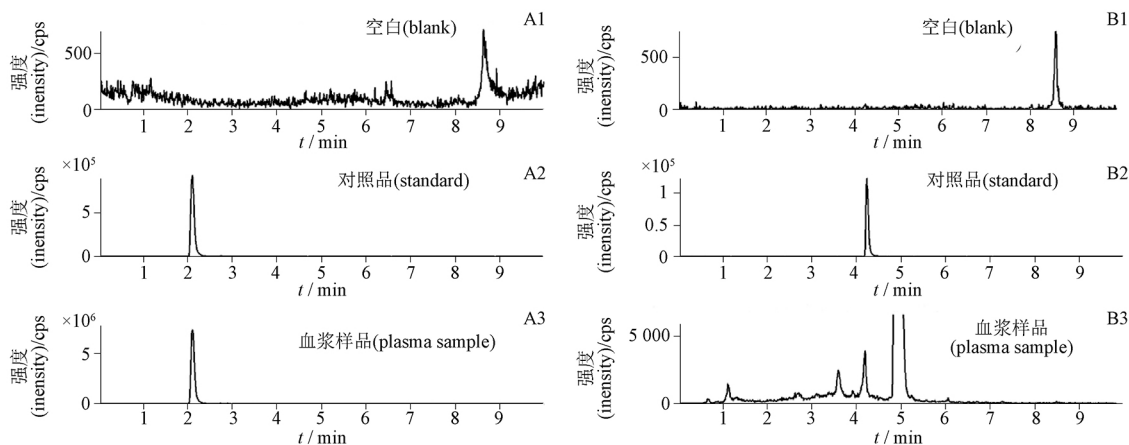 空白(blank)
A1
强度
(inensity)/cps
500
0
1 2 3 4 5 6 7 8 9
t / min
空白(blank)
B1
强度
(inensity)/cps
500
0
1 2 3 4 5 6 7 8 9
t / min
×10⁵
对照品(standard)
A2
强度
(inensity)/cps
5
0
1 2 3 4 5 6 7 8 9
t / min
×10⁵
对照品(standard)
B2
强度
(inensity)/cps
1
0.5
0
1 2 3 4 5 6 7 8 9
t / min
×10⁶
血浆样品(plasma sample)
A3
强度
(inensity)/cps
5
0
1 2 3 4 5 6 7 8 9
t / min
血浆样品
(plasma sample)
B3
强度
(inensity)/cps
5 000
0
1 2 3 4 5 6 7 8 9
t / min